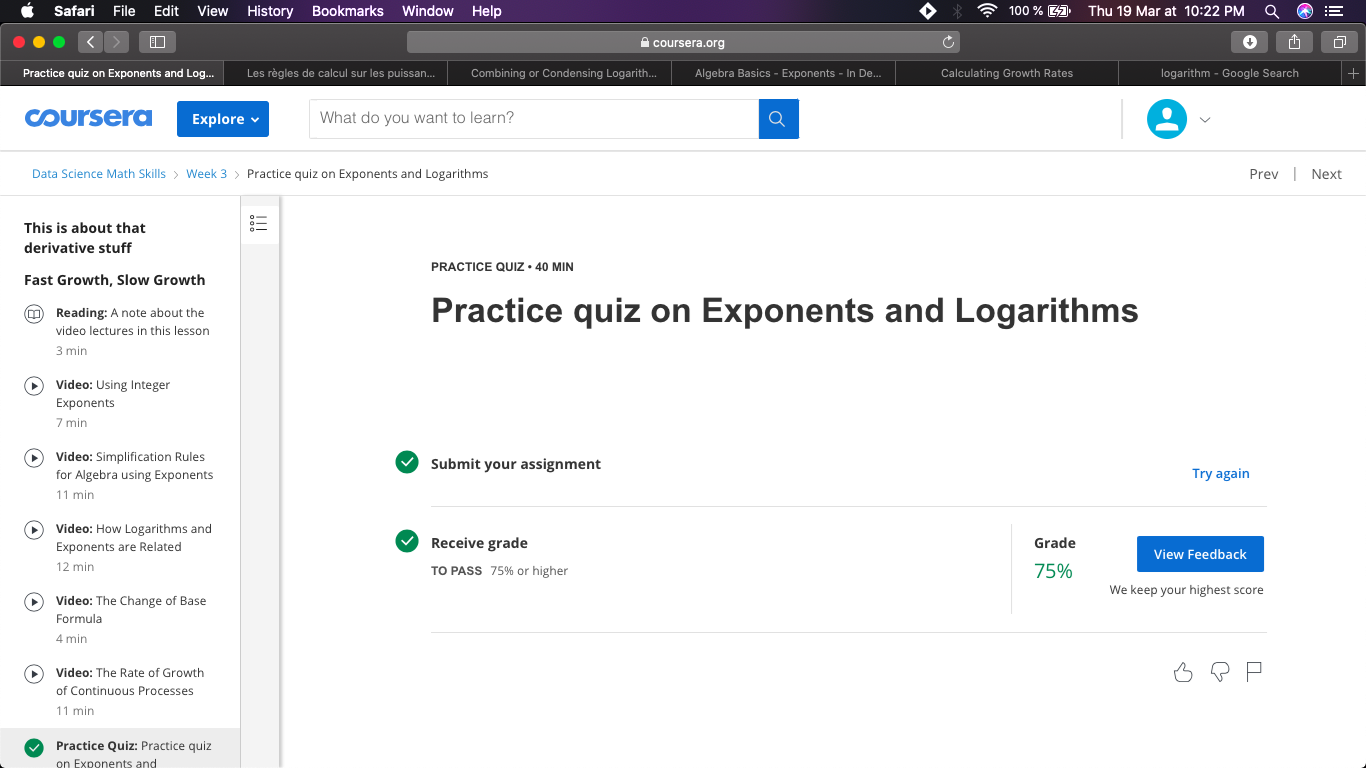 Safari File Edit View History Bookmarks Window Help 100 % Thu 19 Mar at 10:22 PM
coursera.org
Practice quiz on Exponents and Log... Les règles de calcul sur les puissan... Combining or Condensing Logarith... Algebra Basics - Exponents - In De... Calculating Growth Rates logarithm - Google Search
coursera Explore What do you want to learn?
Data Science Math Skills Week 3 Practice quiz on Exponents and Logarithms Prev | Next
This is about that
derivative stuff
Fast Growth, Slow Growth
Reading: A note about the
video lectures in this lesson
3 min
Video: Using Integer
Exponents
7 min
Video: Simplification Rules
for Algebra using Exponents
11 min
Video: How Logarithms and
Exponents are Related
12 min
Video: The Change of Base
Formula
4 min
Video: The Rate of Growth
of Continuous Processes
11 min
Practice Quiz: Practice quiz
on Exponents and
PRACTICE QUIZ • 40 MIN
Practice quiz on Exponents and Logarithms
Submit your assignment
Try again
Receive grade
TO PASS 75% or higher
Grade
75%
View Feedback
We keep your highest score